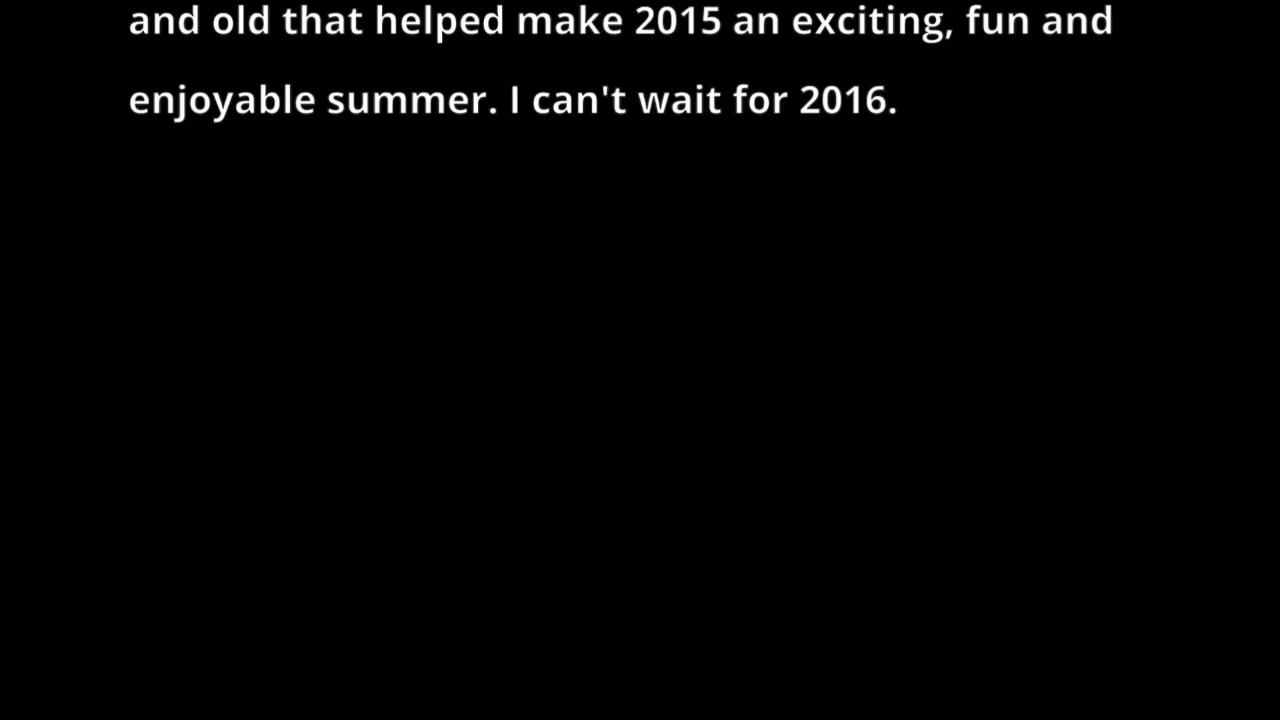 and old that helped make 2015 an exciting, fun and
enjoyable summer. I can't wait for 2016.